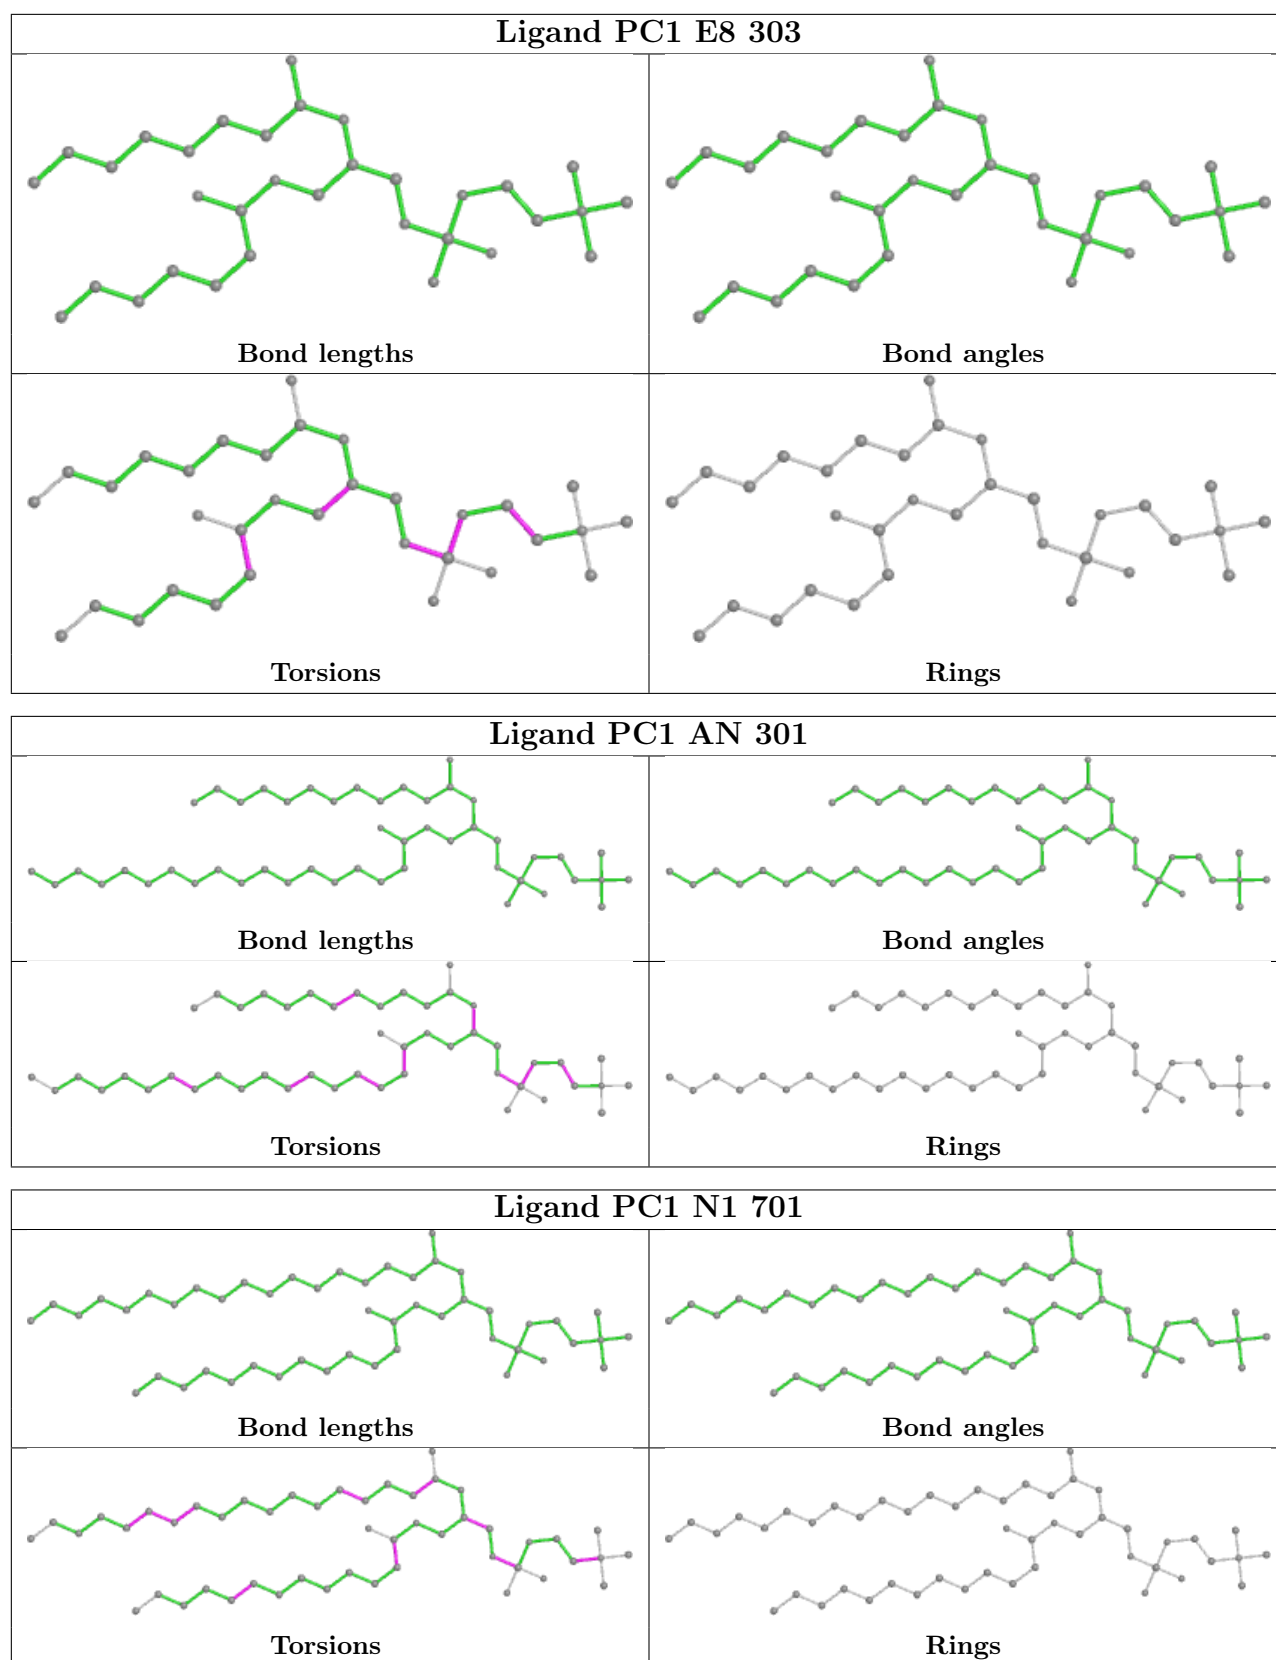 Ligand PC1 E8 303
Bond lengths
Bond angles
Torsions
Rings
Ligand PC1 AN 301
Bond lengths
Bond angles
Torsions
Rings
Ligand PC1 N1 701
Bond lengths
Bond angles
Torsions
Rings